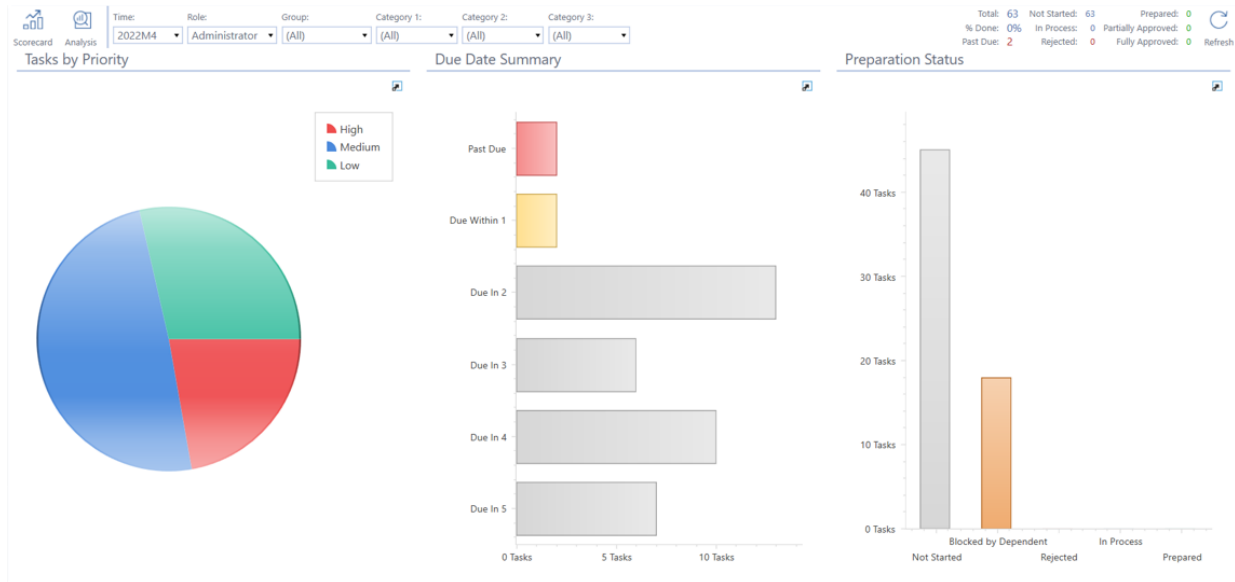 Scorecard
Analysis
Time:
2022M4
Role:
Administrator
Group:
(All)
Category 1:
(All)
Category 2:
(All)
Category 3:
(All)
Total: 63 Not Started: 63 Prepared: 0
% Done: 0% In Process: 0 Partially Approved: 0
Past Due: 2 Rejected: 0 Fully Approved: 0
Refresh
Tasks by Priority
High
Medium
Low
Due Date Summary
Past Due
Due Within 1
Due In 2
Due In 3
Due In 4
Due In 5
0 Tasks 5 Tasks 10 Tasks
Preparation Status
40 Tasks
30 Tasks
20 Tasks
10 Tasks
0 Tasks
Blocked by Dependent In Process
Not Started Rejected Prepared